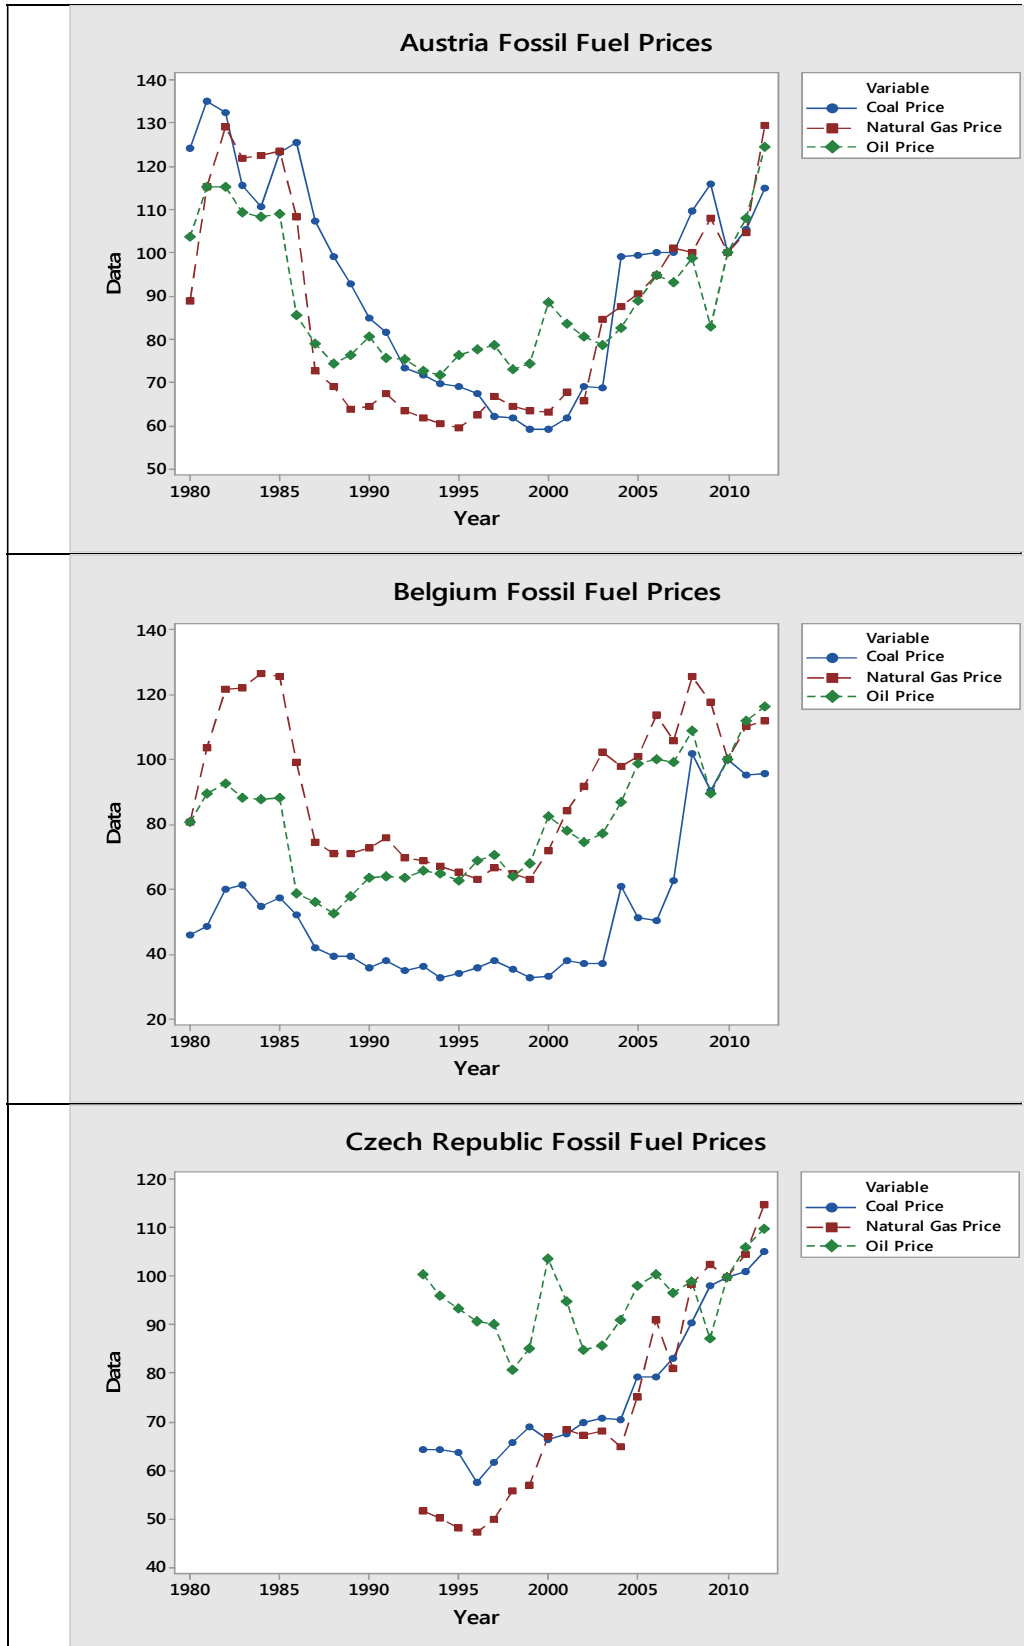 Austria Fossil Fuel Prices
140
130
120
110
100
90
80
70
60
50
Data
1980 1985 1990 1995 2000 2005 2010
Year
Variable
Coal Price
Natural Gas Price
Oil Price
Belgium Fossil Fuel Prices
140
120
100
80
60
40
20
Data
1980 1985 1990 1995 2000 2005 2010
Year
Variable
Coal Price
Natural Gas Price
Oil Price
Czech Republic Fossil Fuel Prices
120
110
100
90
80
70
60
50
40
Data
1980 1985 1990 1995 2000 2005 2010
Year
Variable
Coal Price
Natural Gas Price
Oil Price